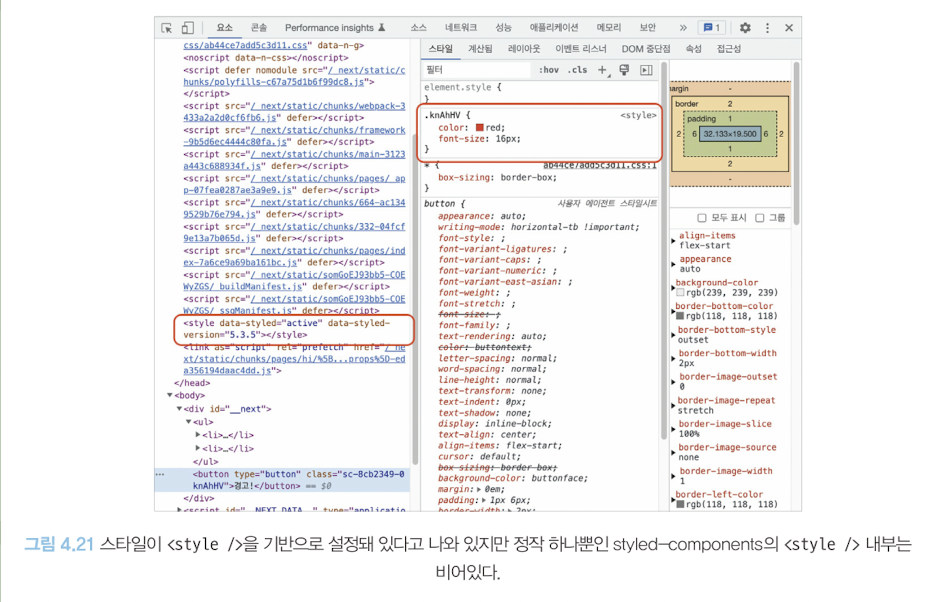 요소 콘솔 Performance insights 소스 네트워크 성능 애플리케이션 메모리 보안 » 1
css/ab44ce7add5c3d11.css" data-n-g>
<noscript data-n-css></noscript>
<script defer nomodule src="/_next/static/c
hunks/polyfills-c67a75d1b6f99dc8.js">
</script>
<script src="/_next/static/chunks/webpack-3
433a2a2d0cf6fb6.js" defer></script>
<script src="/_next/static/chunks/framework
-9b5d6ec4444c80fa.js" defer></script>
<script src="/_next/static/chunks/main-3123
a443c688934f.js" defer></script>
<script src="/_next/static/chunks/pages/_ap
p-07fea0287ae3a9e9.js" defer></script>
<script src="/_next/static/chunks/664-ac134
9529b76e794.js" defer></script>
<script src="/_next/static/chunks/332-04fcf
9e13a7b065d.js" defer></script>
<script src="/_next/static/chunks/pages/ind
ex-7a6ce9a69ba161bc.js" defer></script>
<script src="/_next/static/somGoEJ93bb5-COE
WyZGS/_buildManifest.js" defer></script>
<script src="/_next/static/somGoEJ93bb5-COE
WyZGS/_ssgManifest.js" defer></script>
<style data-styled="active" data-styled-
version="5.3.5"></style>
<link as="script" rel="prefetch" href="/_ne
xt/static/chunks/pages/hi/%5B...props%5D-ed
a356194daac4dd.js">
</head>
▼<body>
▼<div id="__next">
▼<ul>
▶<li>…</li>
▶<li>…</li>
</ul>
<button type="button" class="sc-8cb2349-0
knAhHV">경고!</button> == $0
</div>
▶<script id="__NEXT_DATA__" type="applicatio
스타일 계산됨 레이아웃 이벤트 리스너 DOM 중단점 속성 접근성
필터 :hov .cls +
element.style {
}
.knAhHV { <style>
color: red;
font-size: 16px;
}
* { ab44ce7add5c3d11.css:1
box-sizing: border-box;
}
button { 사용자 에이전트 스타일시트
appearance: auto;
writing-mode: horizontal-tb !important;
font-style: ;
font-variant-ligatures: ;
font-variant-caps: ;
font-variant-numeric: ;
font-variant-east-asian: ;
font-weight: ;
font-stretch: ;
font-size: ;
font-family: ;
text-rendering: auto;
color: buttontext;
letter-spacing: normal;
word-spacing: normal;
line-height: normal;
text-transform: none;
text-indent: 0px;
text-shadow: none;
display: inline-block;
text-align: center;
align-items: flex-start;
cursor: default;
box-sizing: border-box;
background-color: buttonface;
margin:▶ 0em;
padding:▶ 1px 6px;
border-width:▶ 2px;
margin -
border 2
padding 1
2 6 32.133×19.500 6 2
1
2
-
모두 표시 그룹
align-items
flex-start
appearance
auto
background-color
rgb(239, 239, 239)
border-bottom-color
rgb(118, 118, 118)
border-bottom-style
outset
border-bottom-width
2px
border-image-outset
0
border-image-repeat
stretch
border-image-slice
100%
border-image-source
none
border-image-width
1
border-left-color
rgb(118, 118, 118)
그림 4.21 스타일이 <style />을 기반으로 설정돼 있다고 나와 있지만 정작 하나뿐인 styled-components의 <style /> 내부는
비어있다.